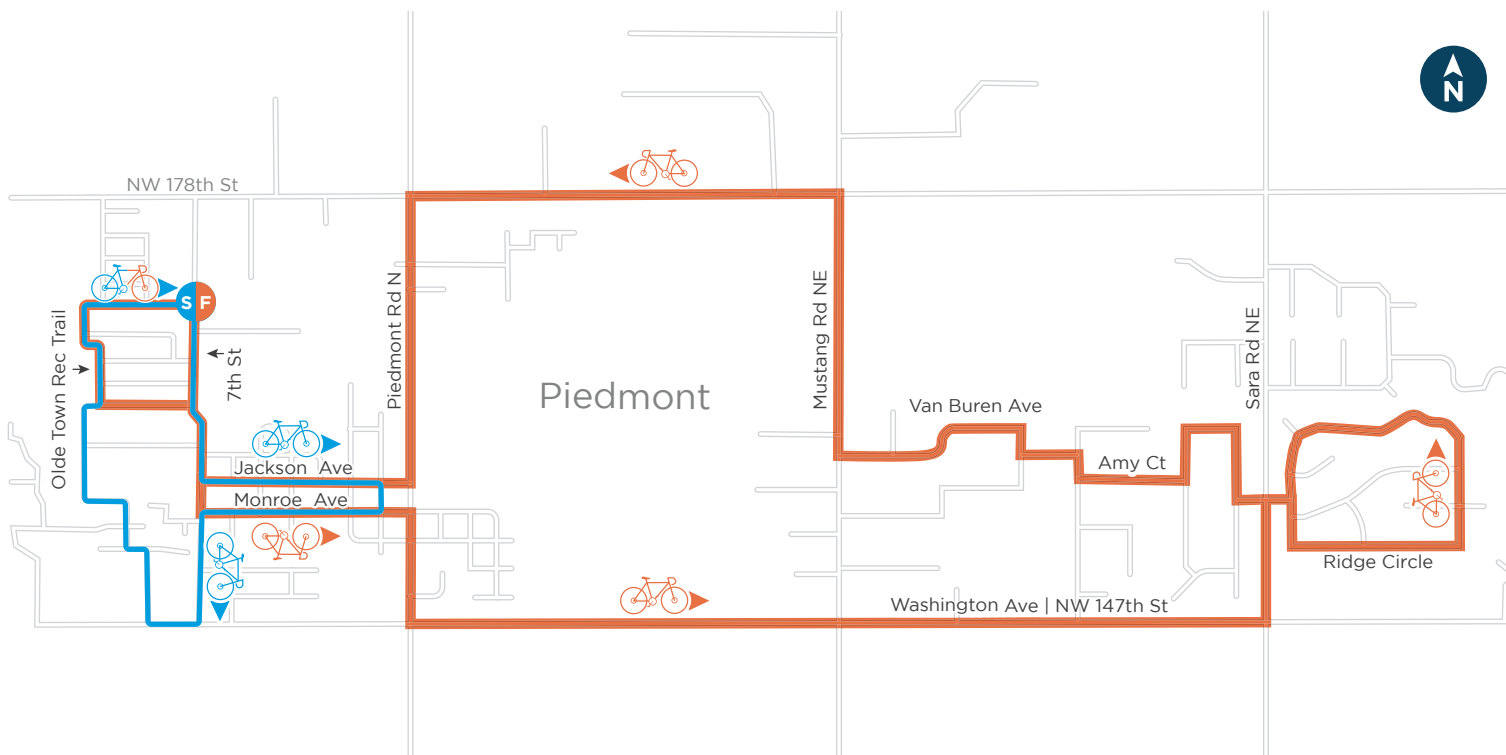 N
NW 178th St
S F
Olde Town Rec Trail
7th St
Piedmont Rd N
Piedmont
Mustang Rd NE
Van Buren Ave
Sara Rd NE
Amy Ct
Jackson Ave
Monroe Ave
Ridge Circle
Washington Ave | NW 147th St